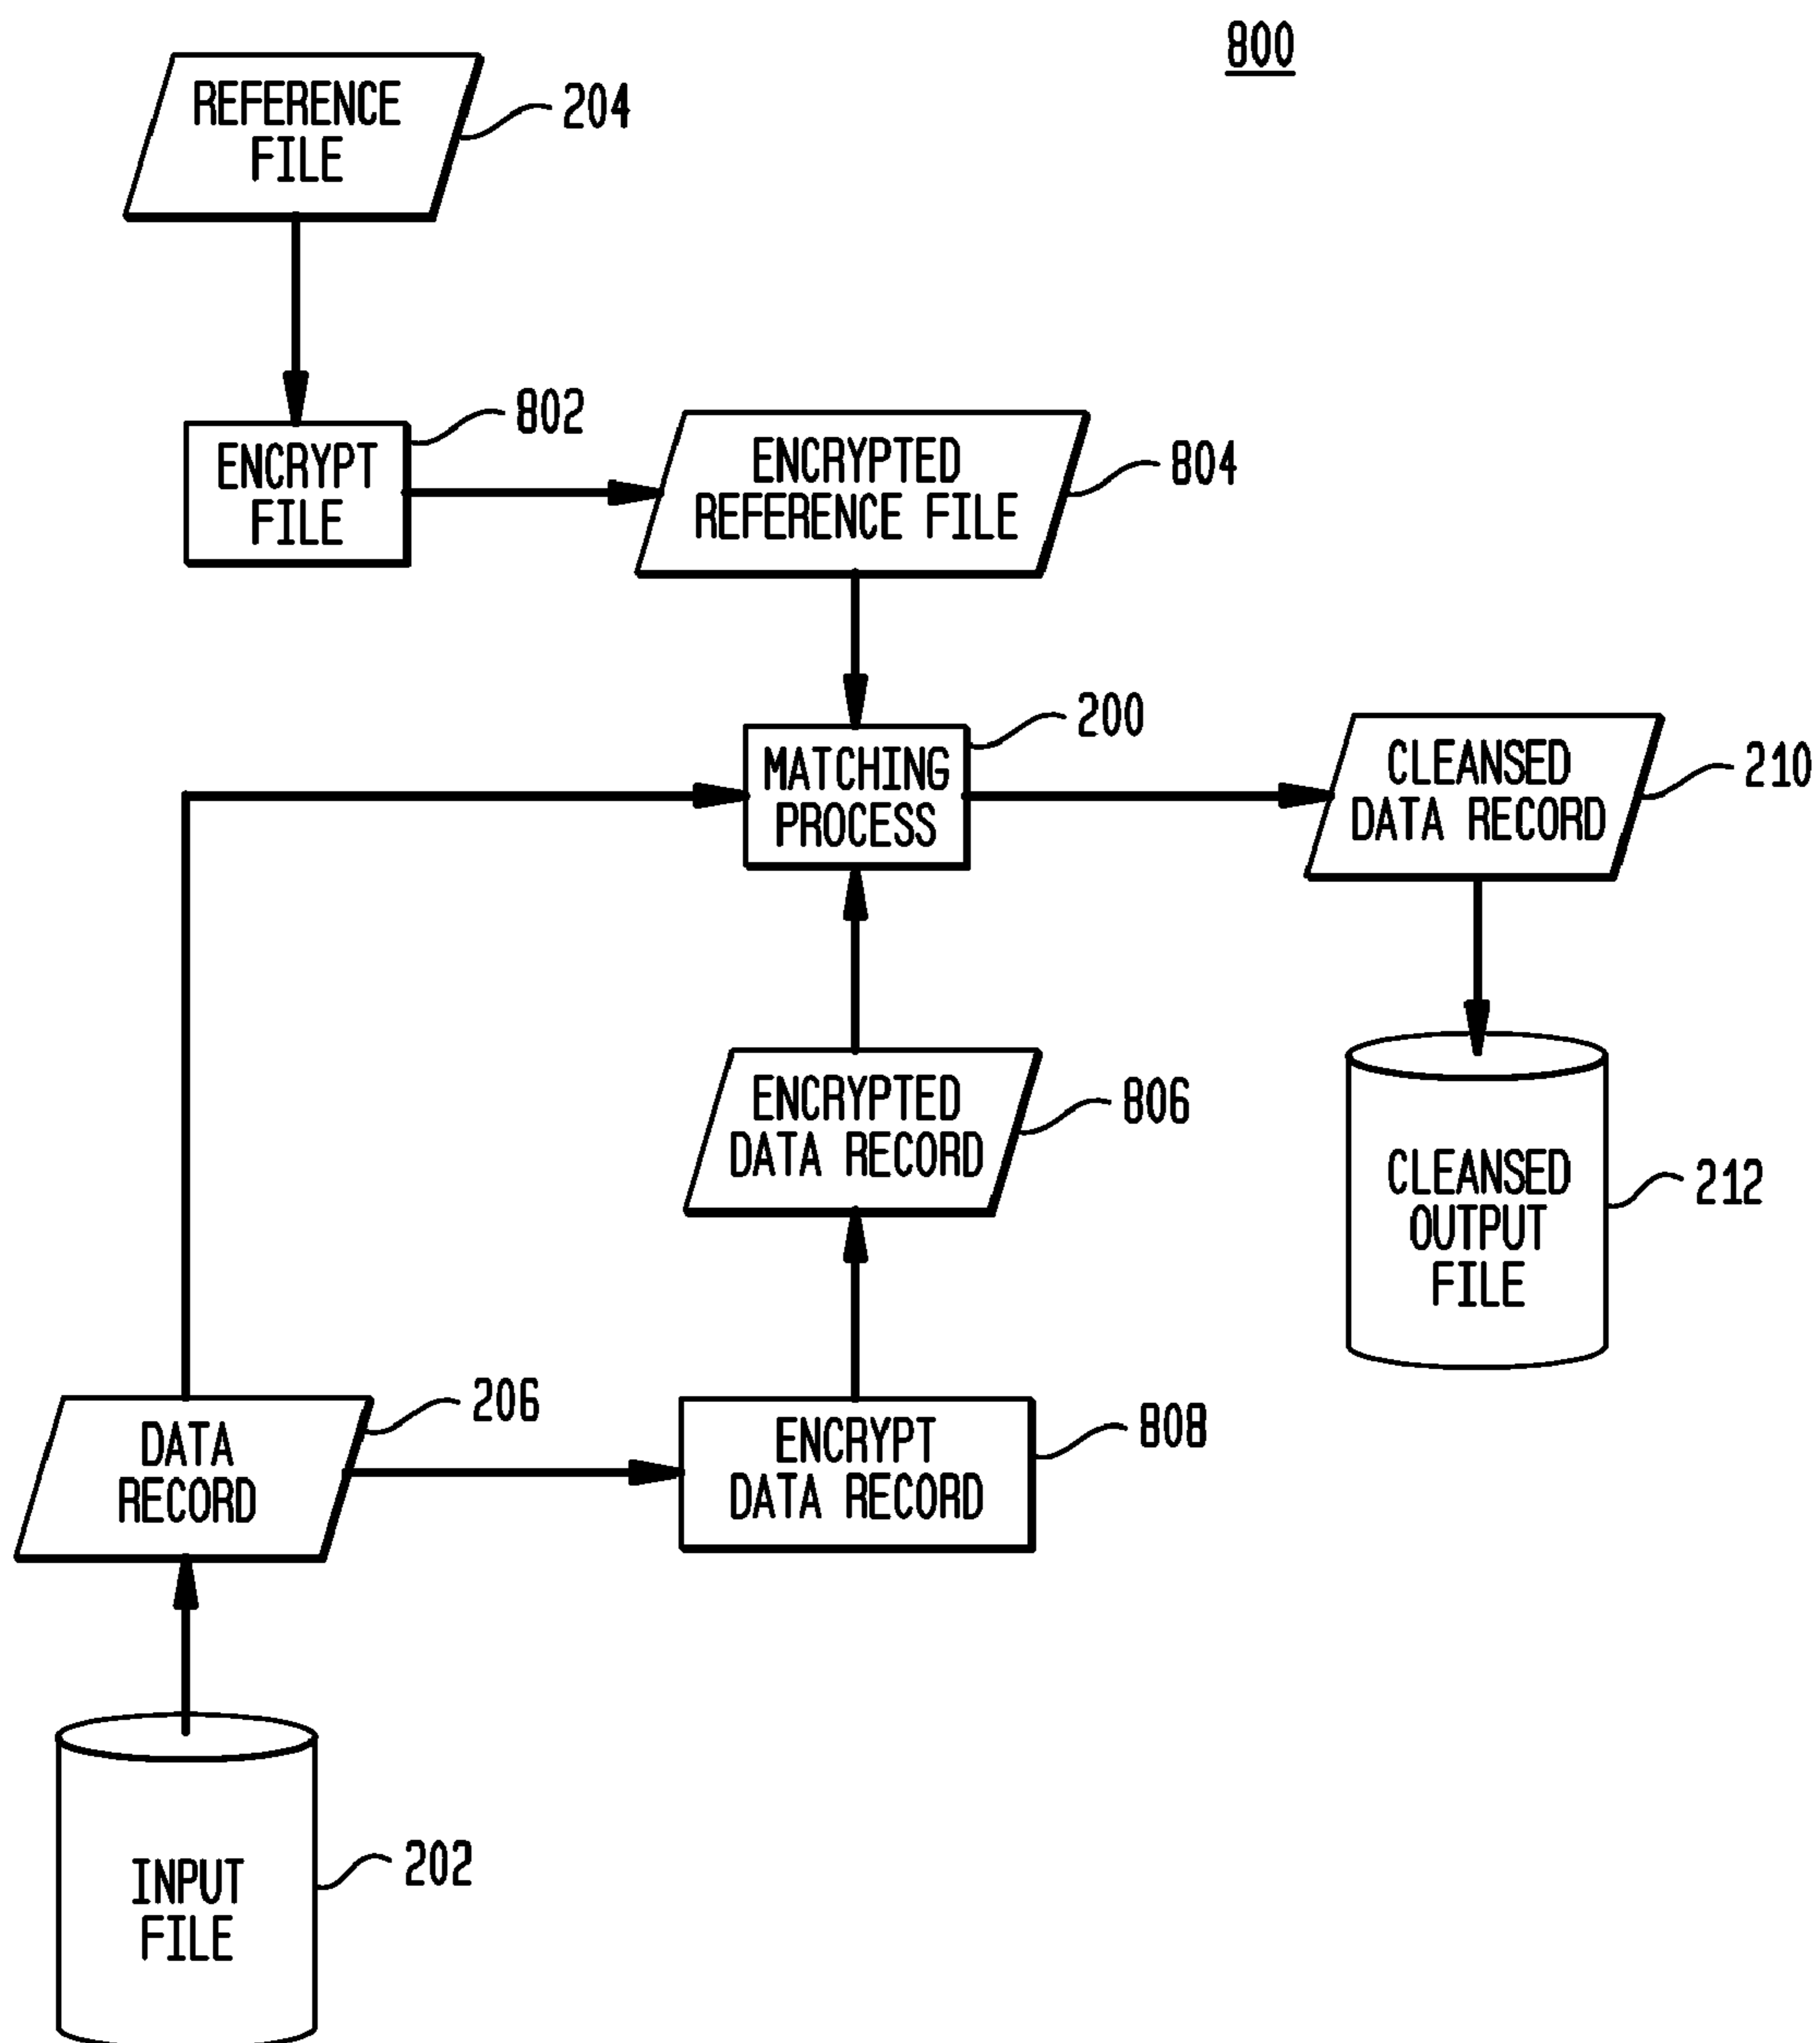 800
REFERENCE
FILE
204
ENCRYPT
FILE
802
ENCRYPTED
REFERENCE FILE
804
MATCHING
PROCESS
200
CLEANSED
DATA RECORD
210
ENCRYPTED
DATA RECORD
806
CLEANSED
OUTPUT
FILE
212
DATA
RECORD
206
ENCRYPT
DATA RECORD
808
INPUT
FILE
202